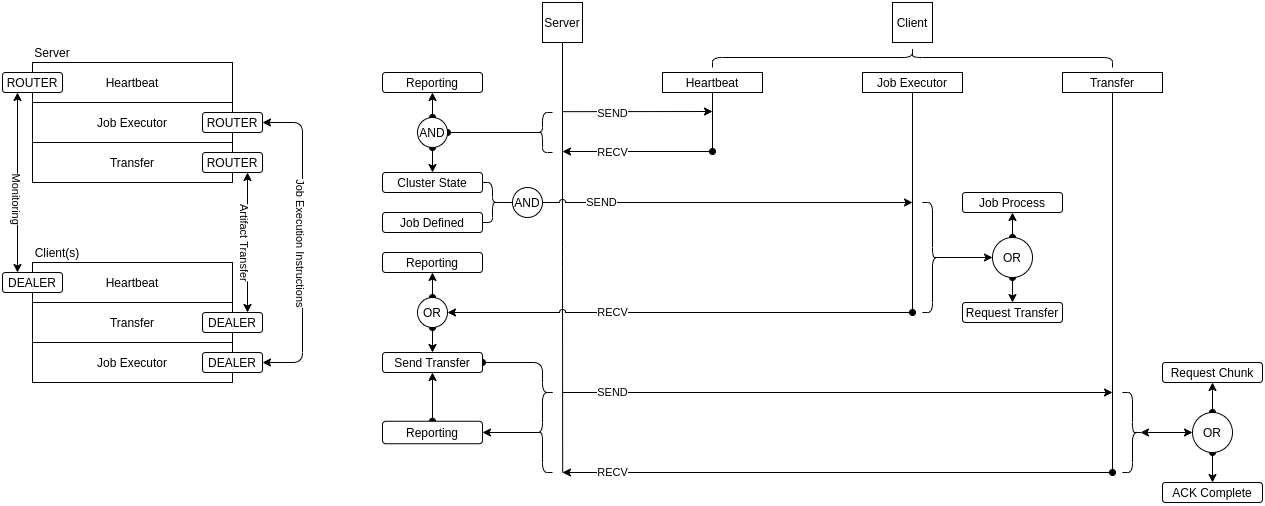 Server
ROUTER
Heartbeat
Job Executor
ROUTER
Transfer
ROUTER
Monitoring
Artifact Transfer
Job Execution Instructions
Client(s)
DEALER
Heartbeat
Transfer
DEALER
Job Executor
DEALER
Server
Client
Reporting
Heartbeat
Job Executor
Transfer
SEND
AND
RECV
Cluster State
AND
SEND
Job Defined
Job Process
Reporting
OR
OR
RECV
Request Transfer
Send Transfer
Request Chunk
SEND
Reporting
OR
RECV
ACK Complete